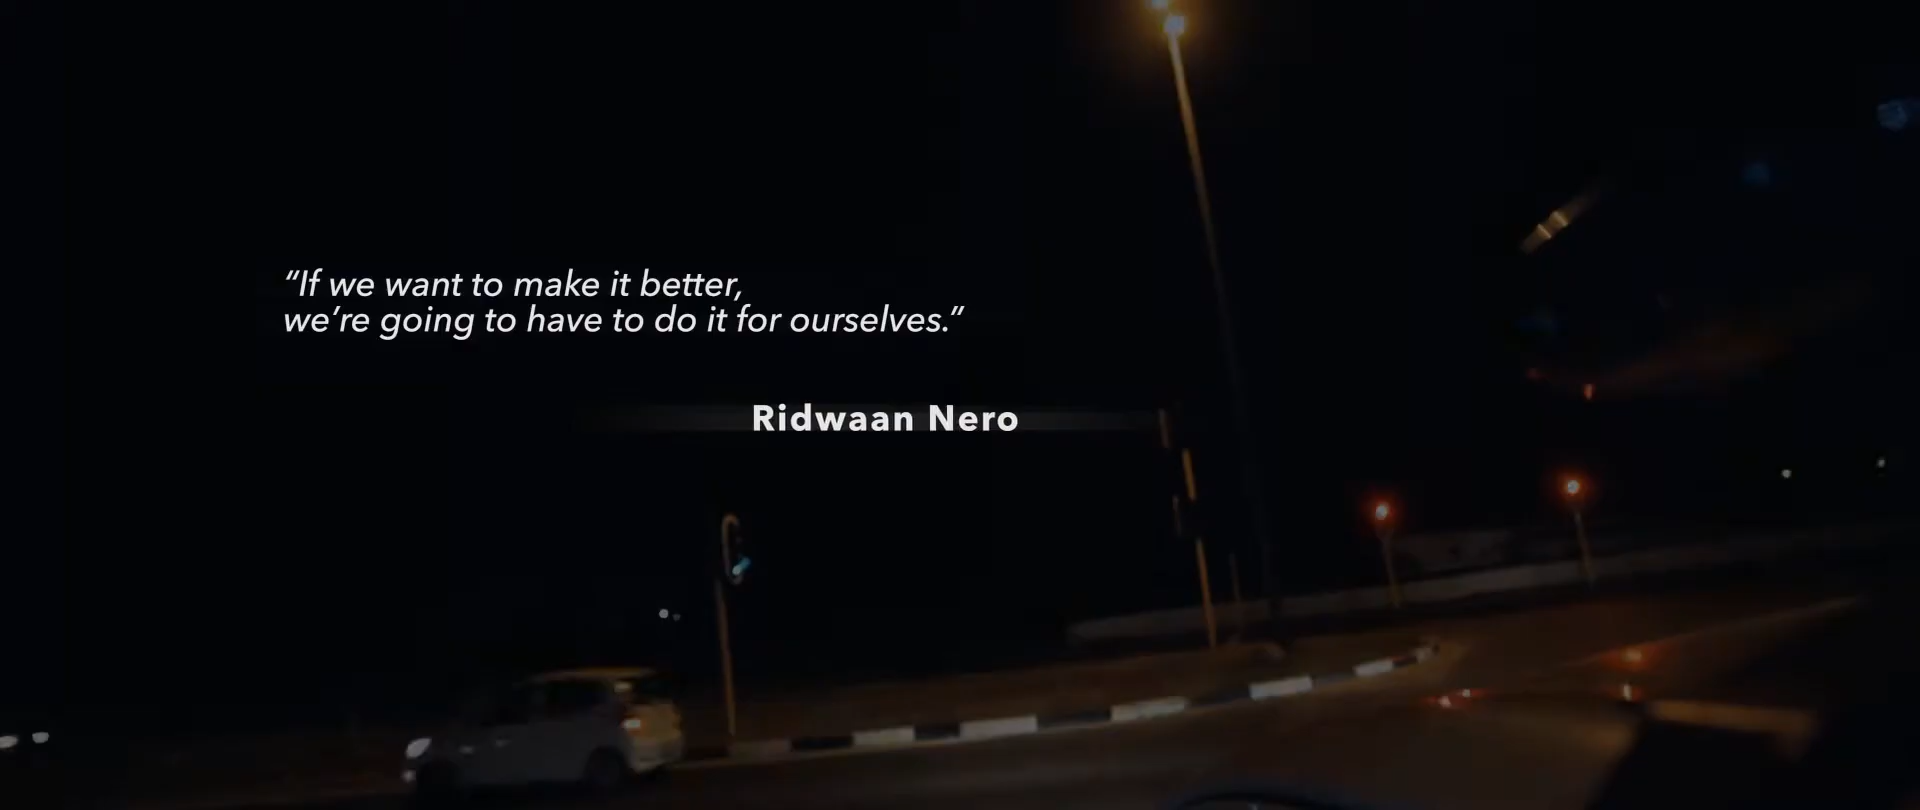 “If we want to make it better,
we’re going to have to do it for ourselves.”
Ridwaan Nero